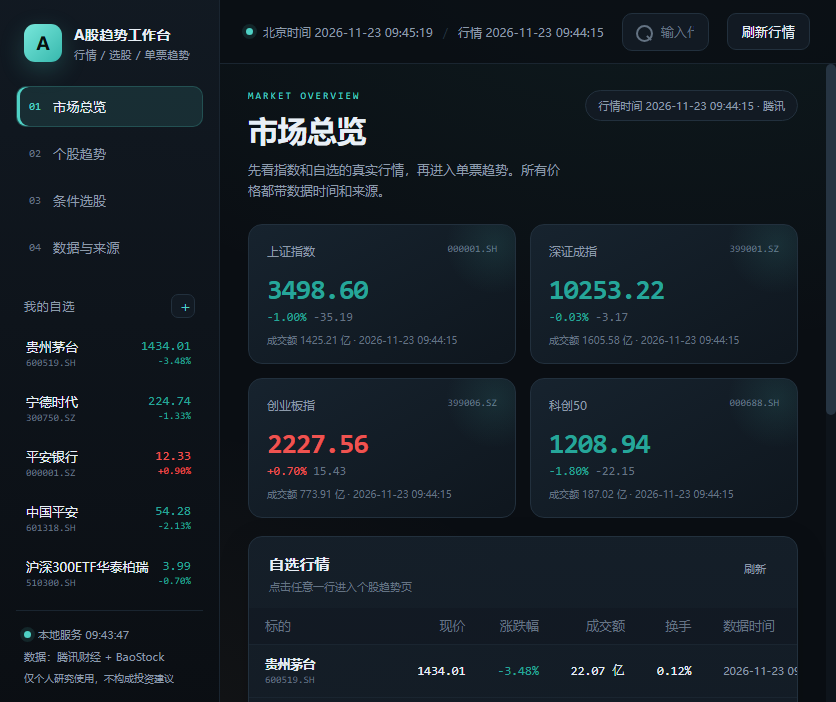 A
A股趋势工作台
行情 / 选股 / 单票趋势
01 市场总览
02 个股趋势
03 条件选股
04 数据与来源
我的自选 +
贵州茅台 1434.01
600519.SH -3.48%
宁德时代 224.74
300750.SZ -1.33%
平安银行 12.33
000001.SZ +0.90%
中国平安 54.28
601318.SH -2.13%
沪深300ETF华泰柏瑞 3.99
510300.SH -0.70%
本地服务 09:43:47
数据：腾讯财经 + BaoStock
仅个人研究使用，不构成投资建议
北京时间 2026-11-23 09:45:19 / 行情 2026-11-23 09:44:15
输入
刷新行情
MARKET OVERVIEW
市场总览
行情时间 2026-11-23 09:44:15 · 腾讯
先看指数和自选的真实行情，再进入单票趋势。所有价
格都带数据时间和来源。
上证指数 000001.SH
3498.60
-1.00% -35.19
成交额 1425.21 亿 · 2026-11-23 09:44:15
深证成指 399001.SZ
10253.22
-0.03% -3.17
成交额 1605.58 亿 · 2026-11-23 09:44:15
创业板指 399006.SZ
2227.56
+0.70% 15.43
成交额 773.91 亿 · 2026-11-23 09:44:15
科创50 000688.SH
1208.94
-1.80% -22.15
成交额 187.02 亿 · 2026-11-23 09:44:15
自选行情
点击任意一行进入个股趋势页
刷新
标的 现价 涨跌幅 成交额 换手 数据时间
贵州茅台 1434.01 -3.48% 22.07 亿 0.12% 2026-11-23
600519.SH